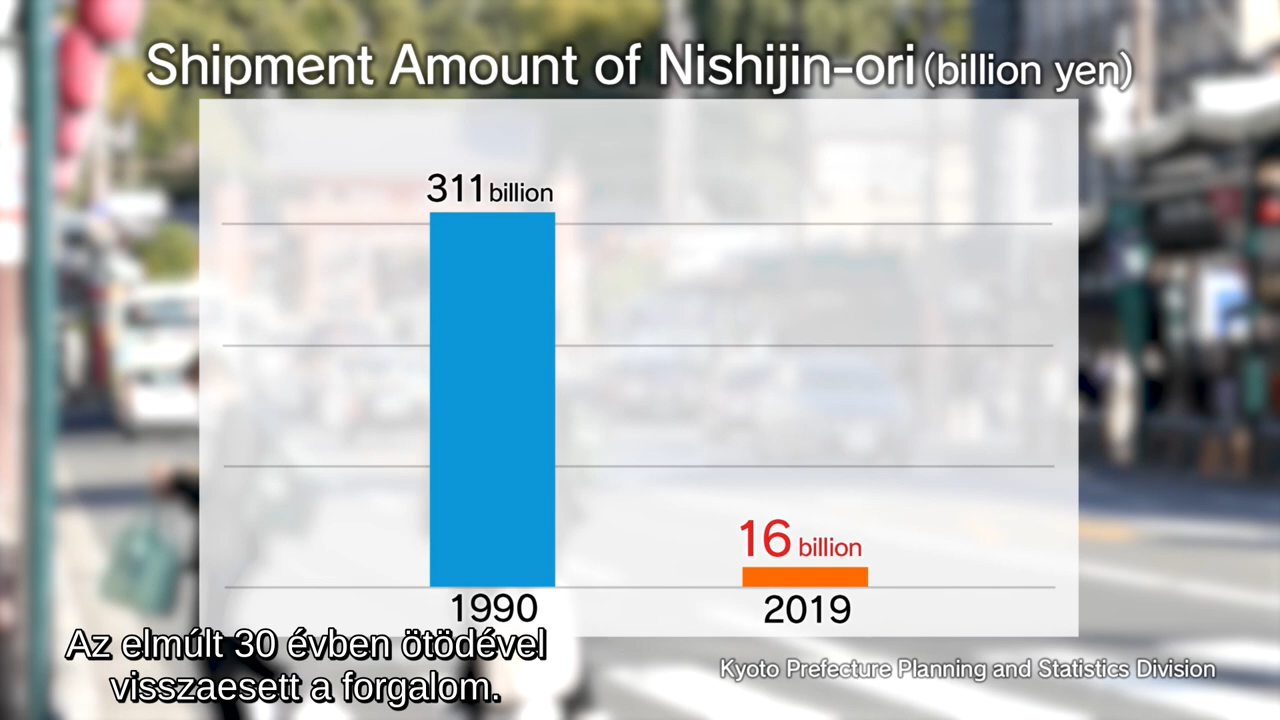 Shipment Amount of Nishijin-ori (billion yen)
311 billion
16 billion
1990
2019
Az elmúlt 30 évben ötödével
visszaesett a forgalom.
Kyoto Prefecture Planning and Statistics Division